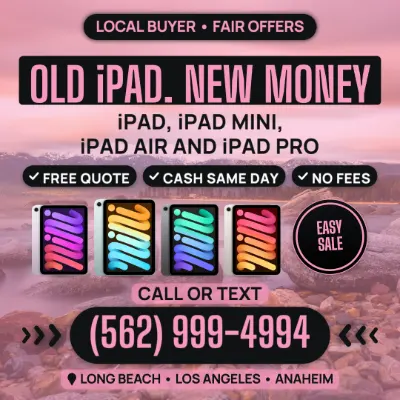 LOCAL BUYER • FAIR OFFERS
OLD iPAD. NEW MONEY
iPAD, iPAD MINI,
iPAD AIR AND iPAD PRO
✓ FREE QUOTE ✓ CASH SAME DAY ✓ NO FEES
EASY
SALE
CALL OR TEXT
(562) 999-4994
LONG BEACH • LOS ANGELES • ANAHEIM